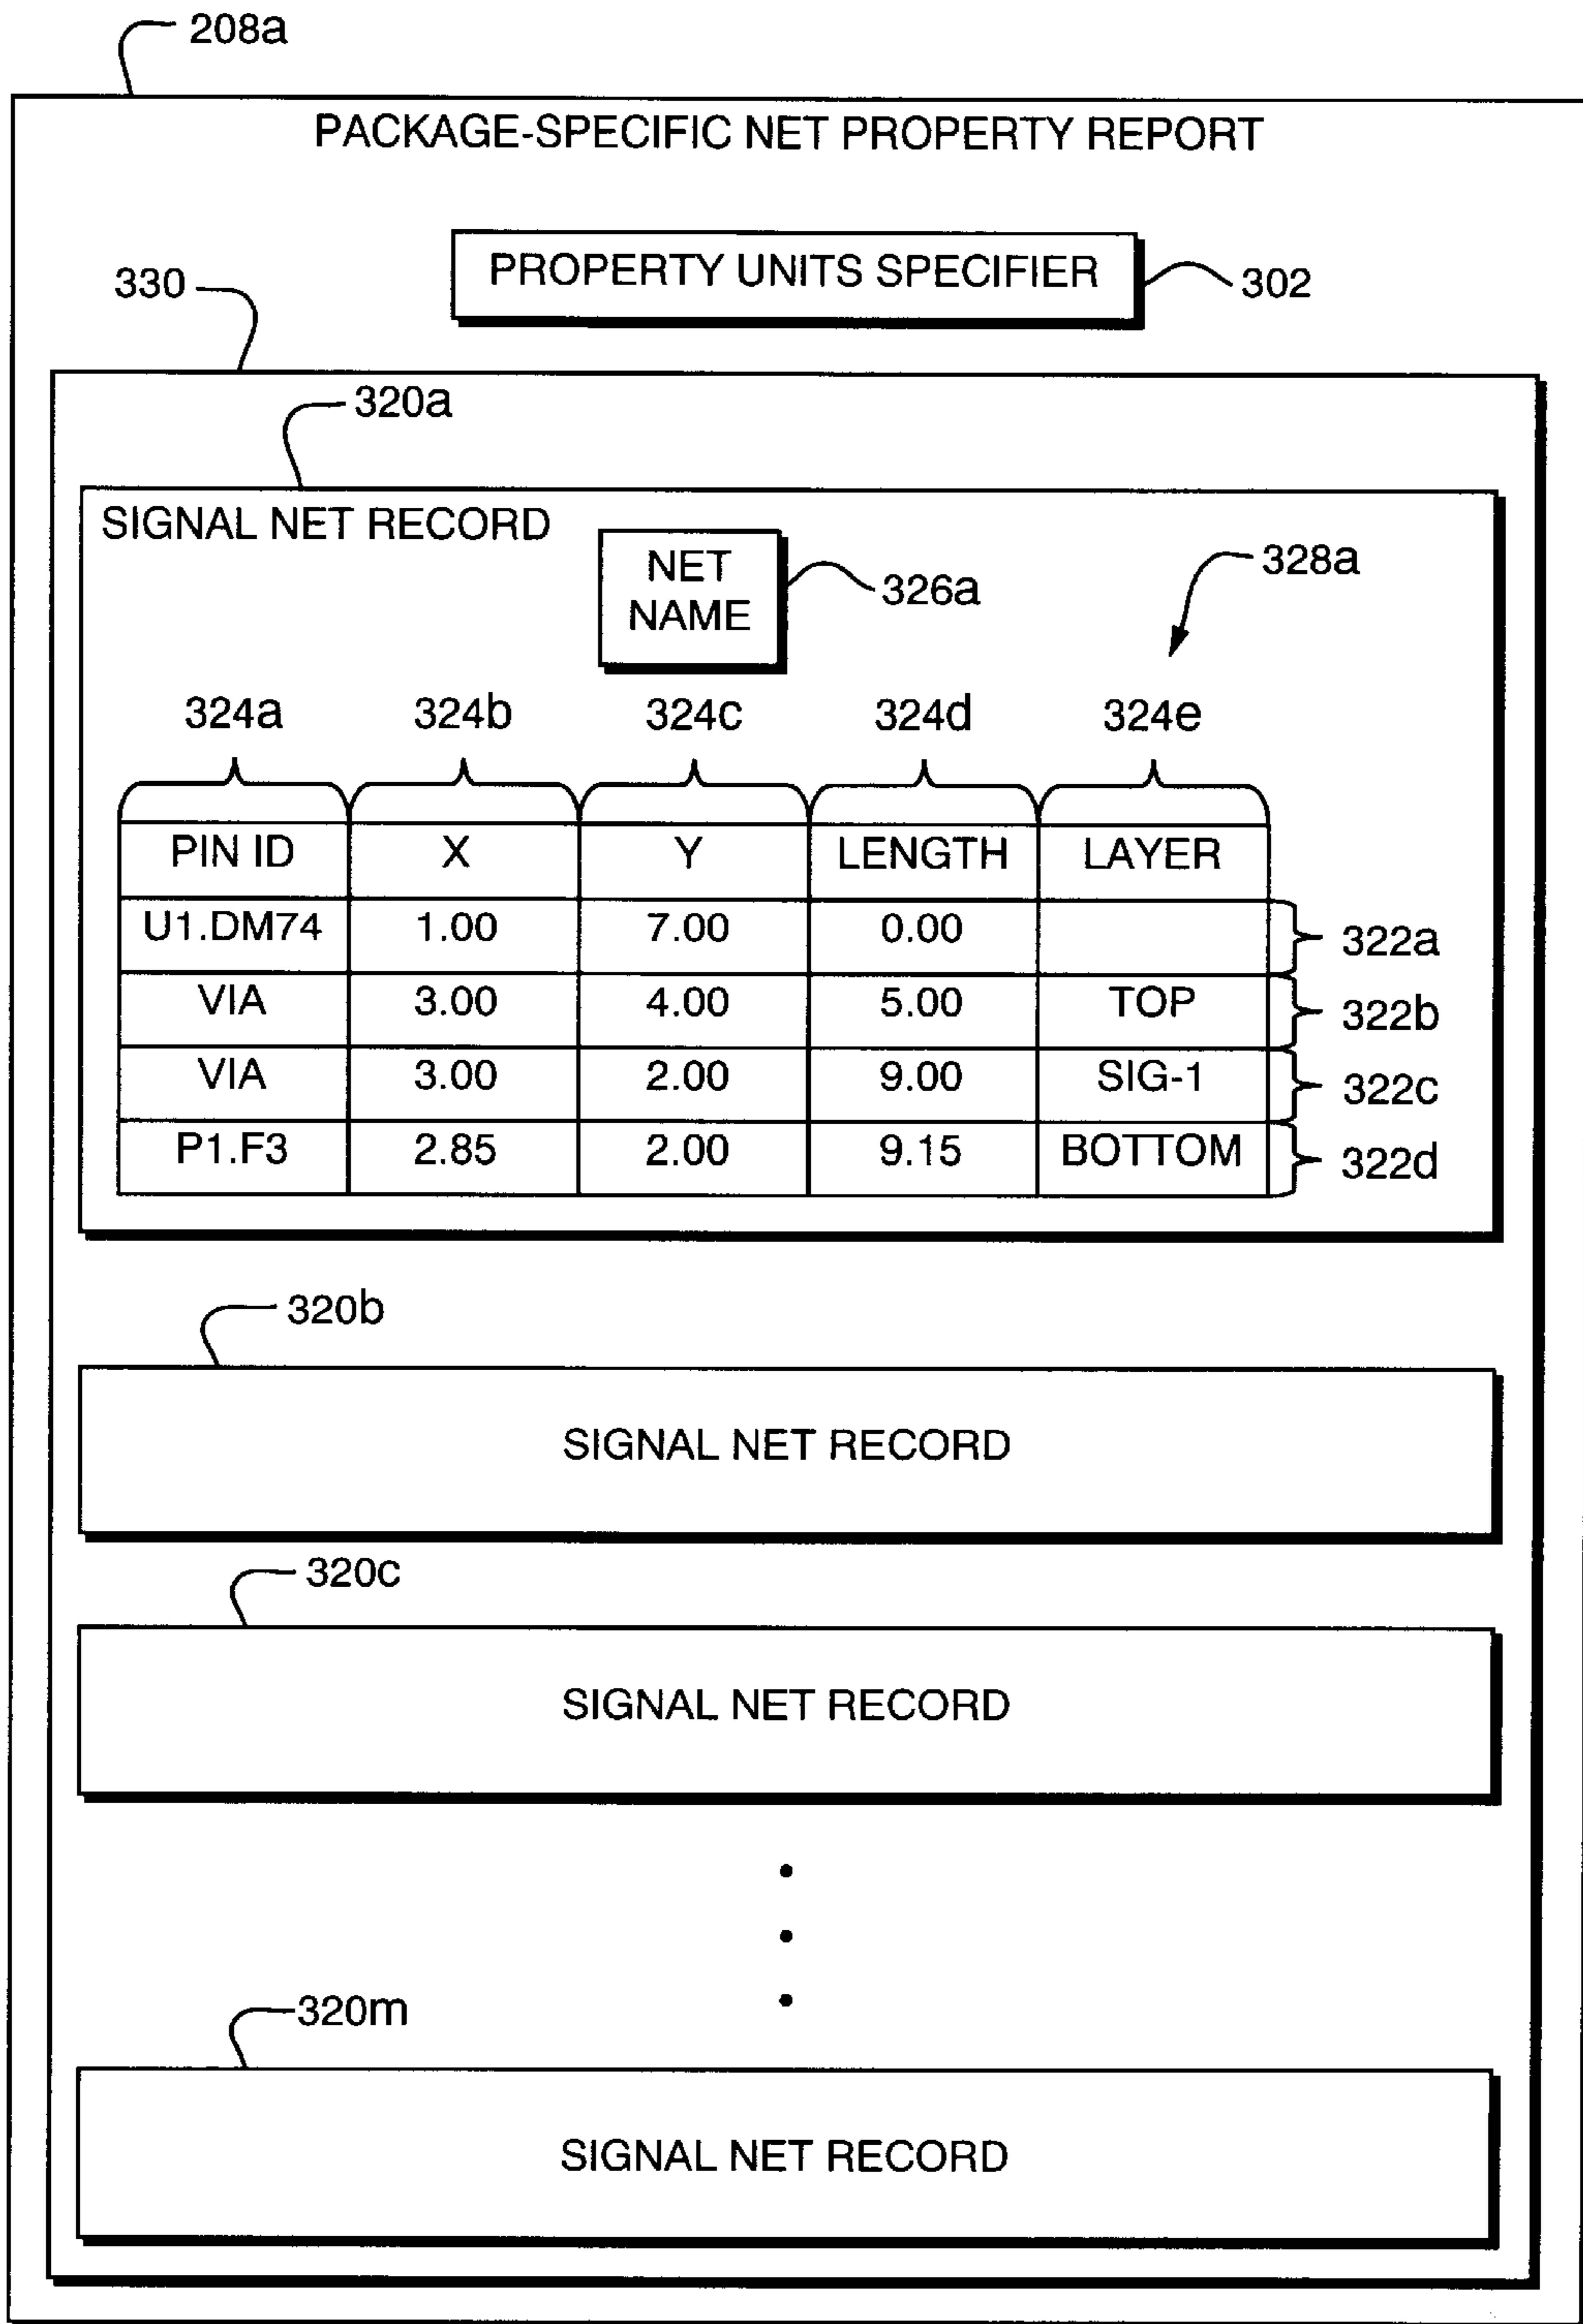 208a
PACKAGE-SPECIFIC NET PROPERTY REPORT
PROPERTY UNITS SPECIFIER
302
330
320a
SIGNAL NET RECORD
NET
NAME
326a
328a
324a 324b 324c 324d 324e
PIN ID X Y LENGTH LAYER
U1.DM74 1.00 7.00 0.00 322a
VIA 3.00 4.00 5.00 TOP 322b
VIA 3.00 2.00 9.00 SIG-1 322c
P1.F3 2.85 2.00 9.15 BOTTOM 322d
320b
SIGNAL NET RECORD
320c
SIGNAL NET RECORD
320m
SIGNAL NET RECORD